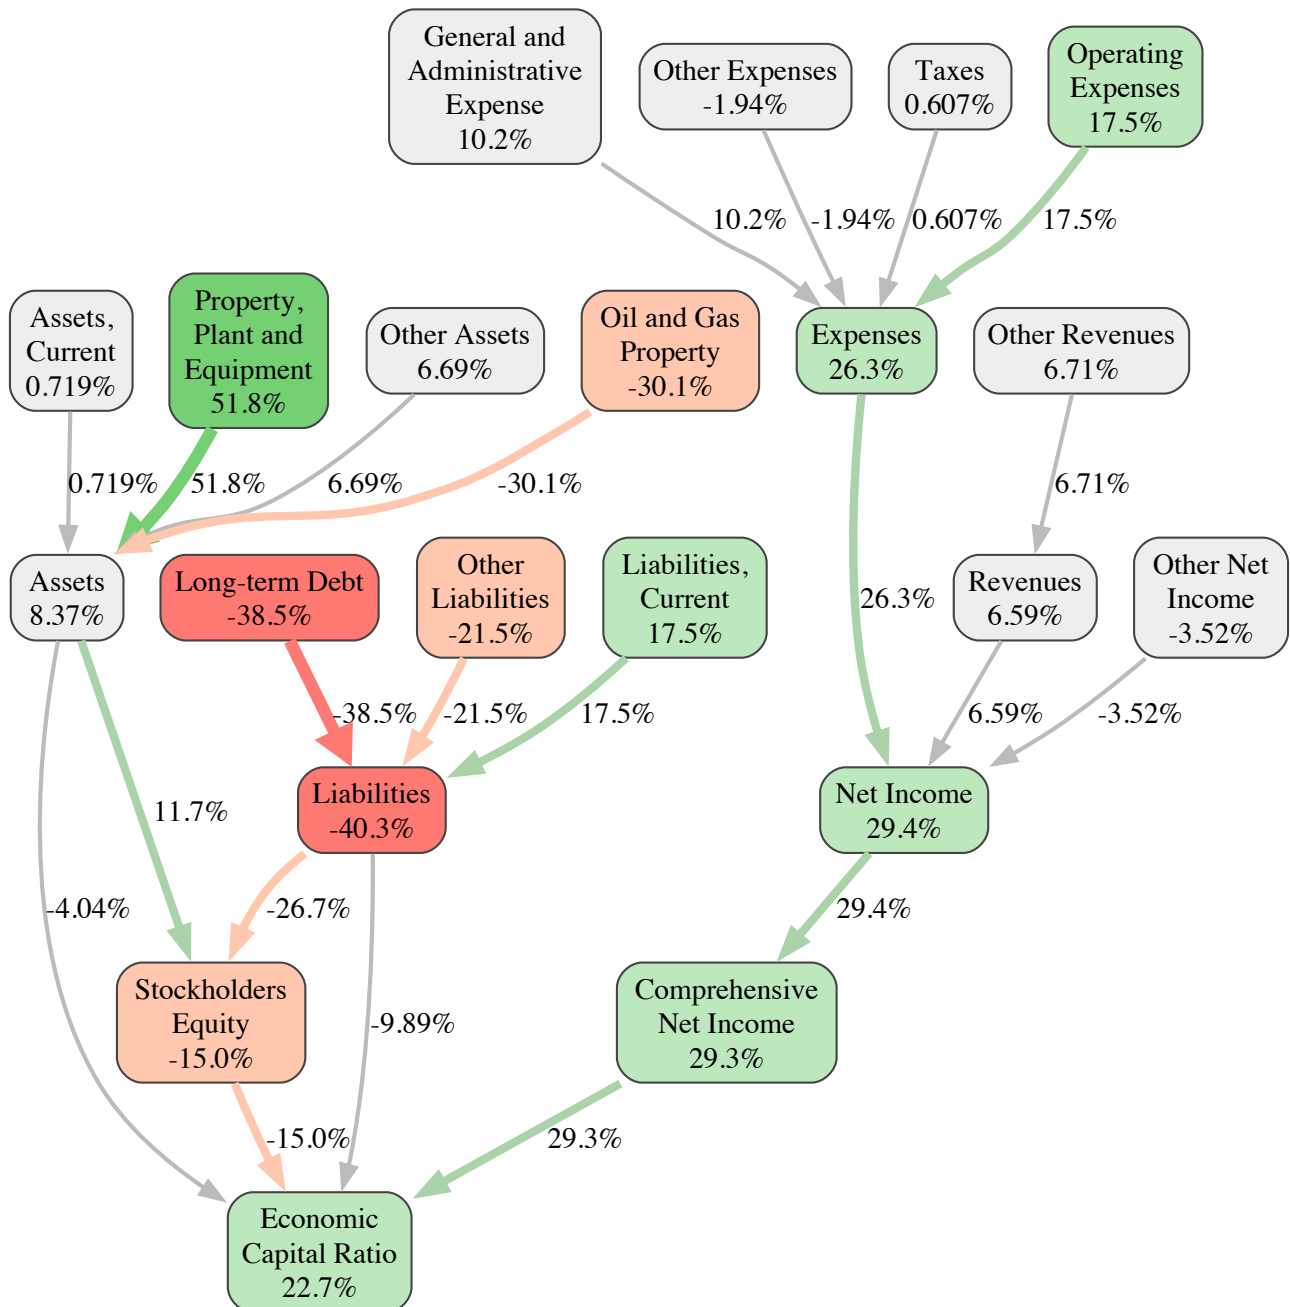 General and
Administrative
Expense
10.2%
Other Expenses
-1.94%
Taxes
0.607%
Operating
Expenses
17.5%
10.2%
-1.94%
0.607%
17.5%
Assets,
Current
0.719%
Property,
Plant and
Equipment
51.8%
Other Assets
6.69%
Oil and Gas
Property
-30.1%
Expenses
26.3%
Other Revenues
6.71%
0.719%
51.8%
6.69%
-30.1%
6.71%
Assets
8.37%
Long-term Debt
-38.5%
Other
Liabilities
-21.5%
Liabilities,
Current
17.5%
26.3%
Revenues
6.59%
Other Net
Income
-3.52%
-38.5%
-21.5%
17.5%
6.59%
-3.52%
11.7%
Liabilities
-40.3%
Net Income
29.4%
-4.04%
-26.7%
29.4%
Stockholders
Equity
-15.0%
-9.89%
Comprehensive
Net Income
29.3%
-15.0%
29.3%
Economic
Capital Ratio
22.7%